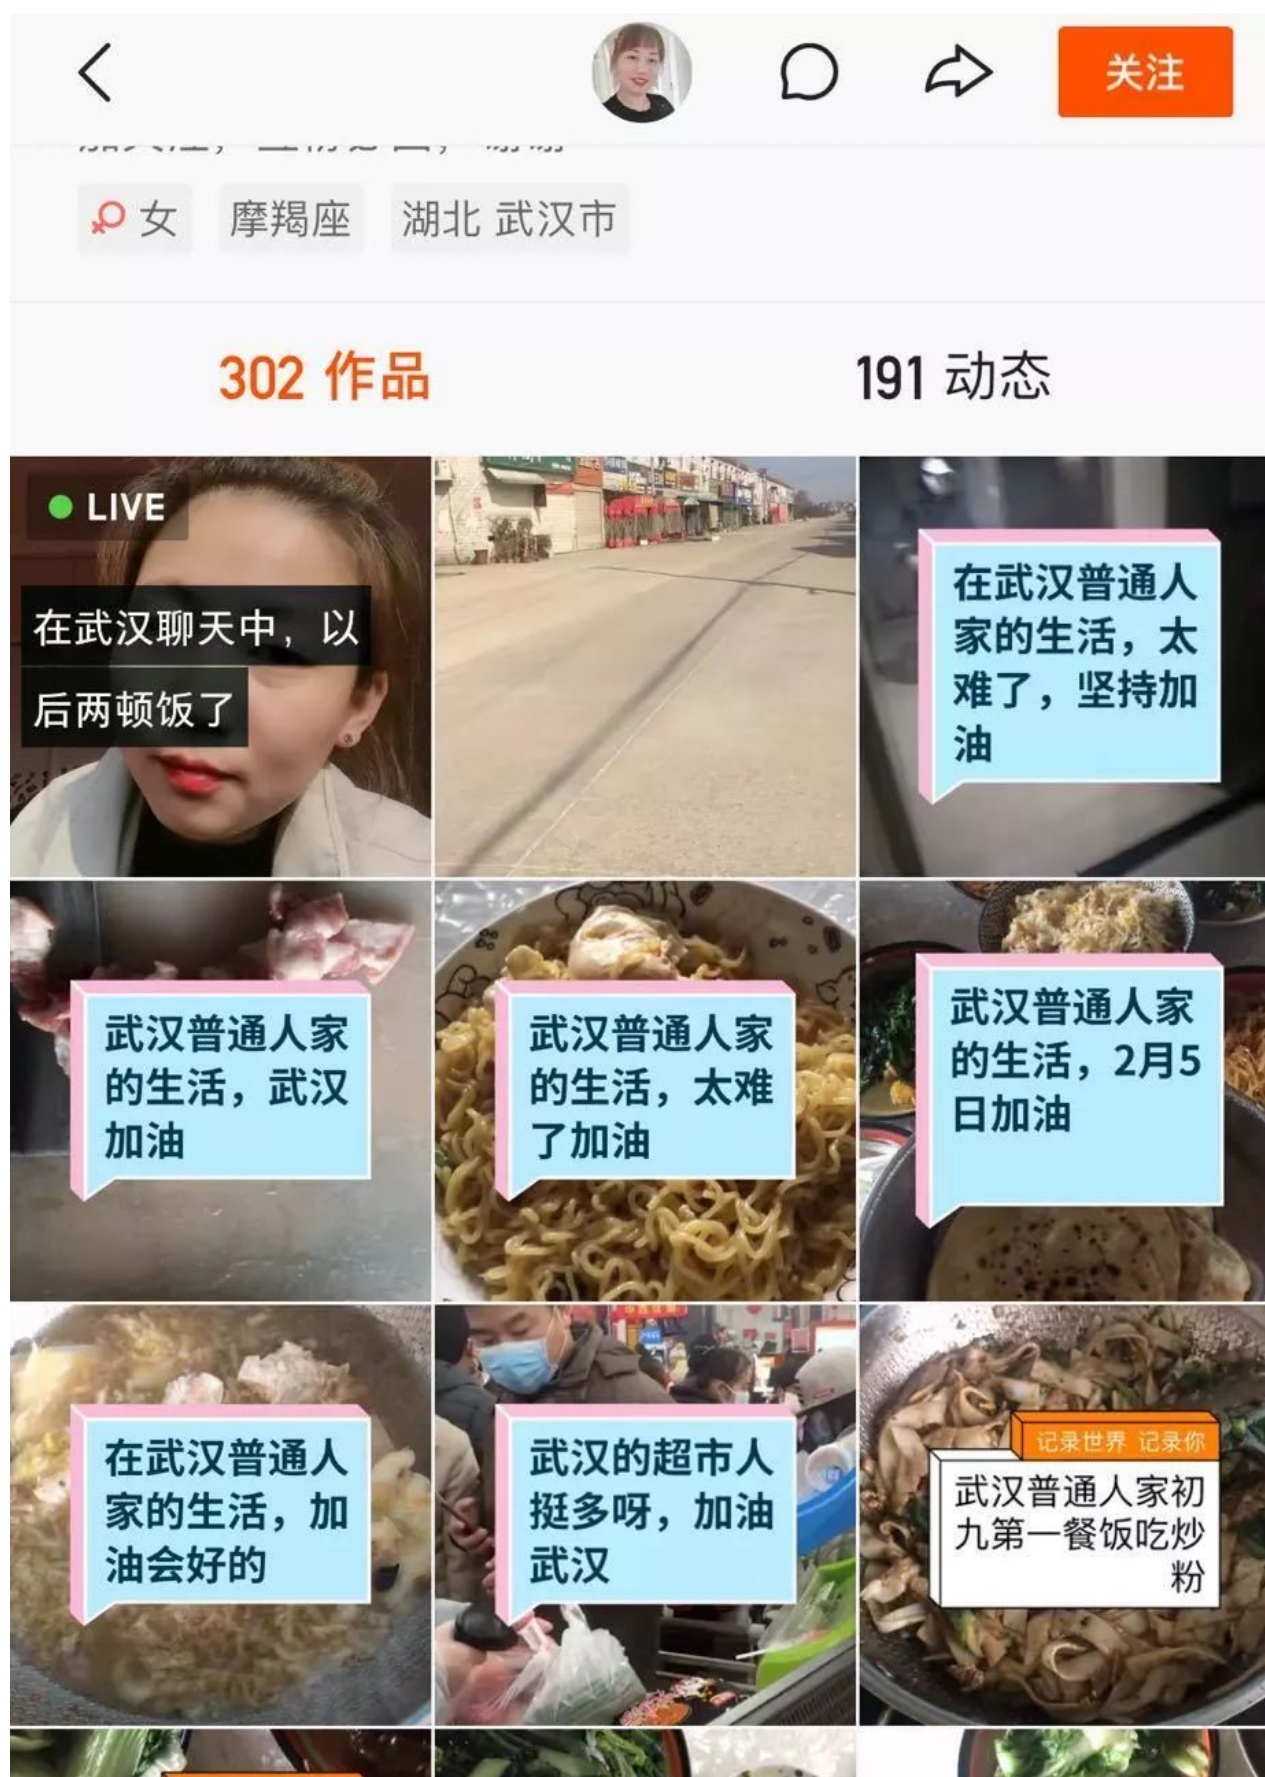 关注
女
摩羯座
湖北 武汉市
302 作品
191 动态
LIVE
在武汉聊天中，以
后两顿饭了
在武汉普通人
家的生活，太
难了，坚持加
油
武汉普通人家
的生活，武汉
加油
武汉普通人家
的生活，太难
了加油
武汉普通人家
的生活，2月5
日加油
在武汉普通人
家的生活，加
油会好的
武汉的超市人
挺多呀，加油
武汉
记录世界 记录你
武汉普通人家初
九第一餐饭吃炒
粉